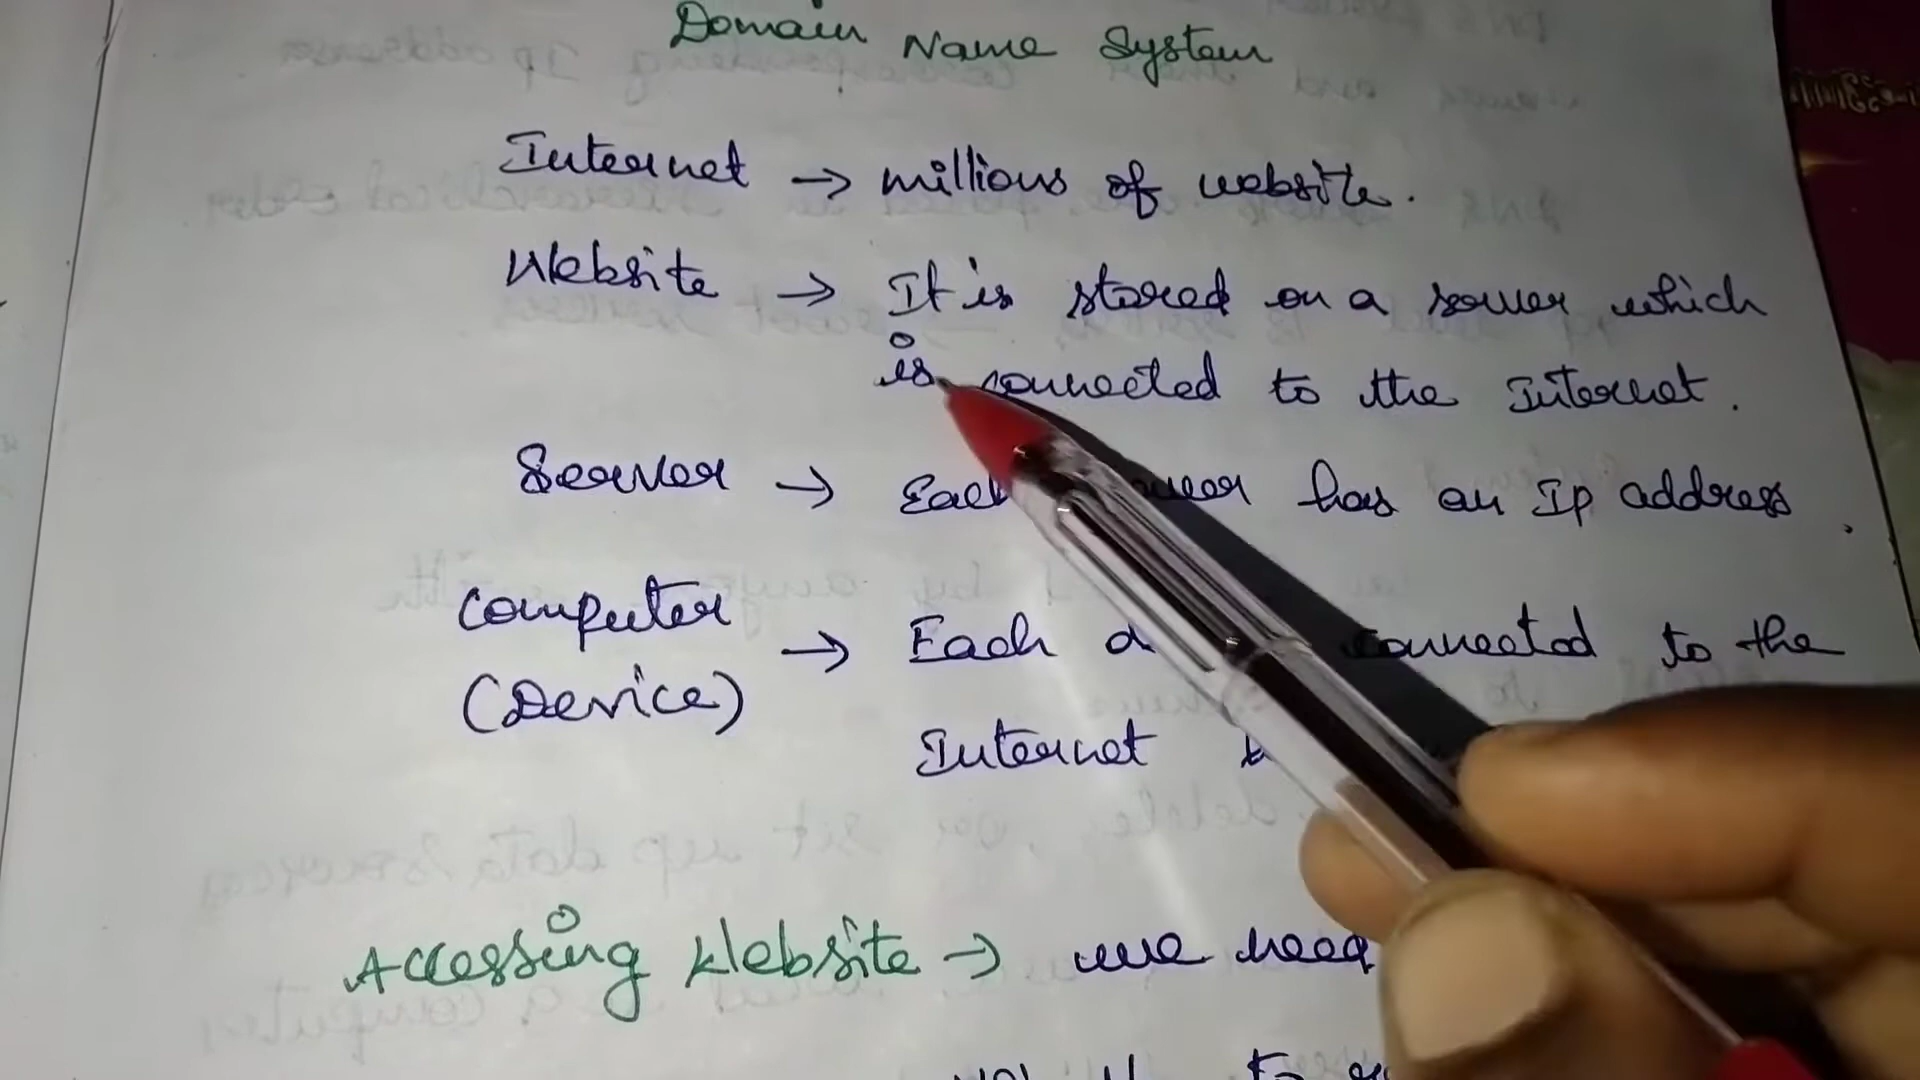 Domain Name System
Internet → millions of website.
Website → It is stored on a server which
is connected to the Internet.
Server → Each has an Ip address.
Computer
(Device) → Each connected to the
Internet
Accessing Website → we need